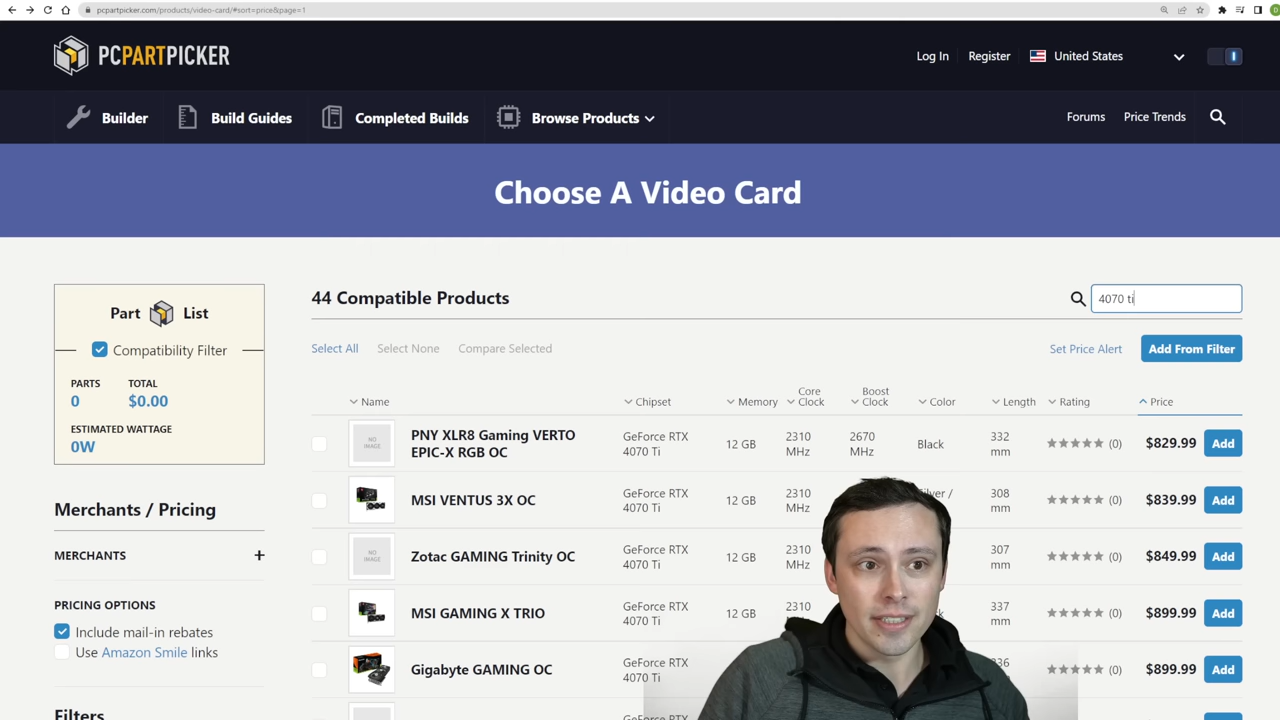 pcpartpicker.com/products/video-card/#sort=price&page=1
PCPARTPICKER
Log In
Register
United States
Builder
Build Guides
Completed Builds
Browse Products
Forums
Price Trends
Choose A Video Card
Part List
Compatibility Filter
PARTS TOTAL
0 $0.00
ESTIMATED WATTAGE
0W
Merchants / Pricing
MERCHANTS +
PRICING OPTIONS
Include mail-in rebates
Use Amazon Smile links
Filters
44 Compatible Products
4070 ti
Select All Select None Compare Selected
Set Price Alert Add From Filter
Name Chipset Memory Core Clock Boost Clock Color Length Rating Price
PNY XLR8 Gaming VERTO EPIC-X RGB OC GeForce RTX 4070 Ti 12 GB 2310 MHz 2670 MHz Black 332 mm (0) $829.99 Add
MSI VENTUS 3X OC GeForce RTX 4070 Ti 12 GB 2310 MHz / 308 mm (0) $839.99 Add
Zotac GAMING Trinity OC GeForce RTX 4070 Ti 12 GB 2310 MHz 307 mm (0) $849.99 Add
MSI GAMING X TRIO GeForce RTX 4070 Ti 12 GB 2310 MHz 337 mm (0) $899.99 Add
Gigabyte GAMING OC GeForce RTX 4070 Ti mm (0) $899.99 Add